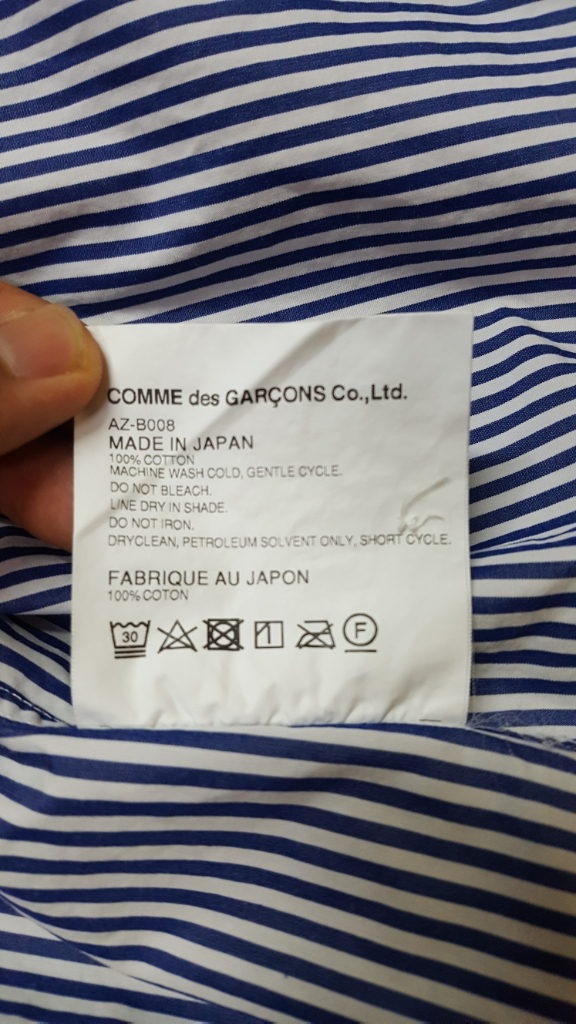 COMME des GARÇONS Co.,Ltd.
AZ-B008
MADE IN JAPAN
100% COTTON
MACHINE WASH COLD, GENTLE CYCLE.
DO NOT BLEACH.
LINE DRY IN SHADE.
DO NOT IRON.
DRYCLEAN, PETROLEUM SOLVENT ONLY, SHORT CYCLE.
FABRIQUE AU JAPON
100% COTON
30 F